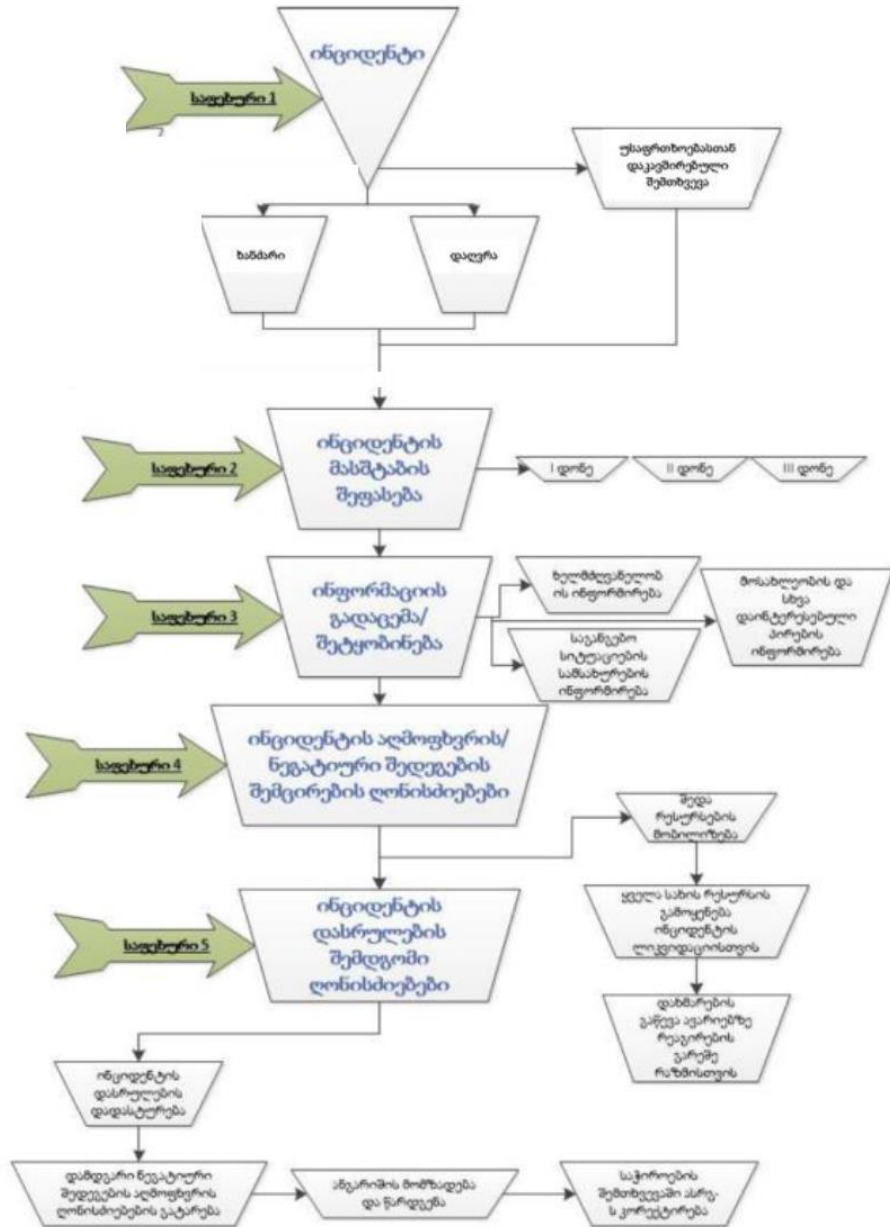 ინციდენტი
საფეხური 1
უსაფრთხოებასთან
დაკავშირებული
შემთხვევა
ხანძარი
დაღვრა
ინციდენტის
მასშტაბის
შეფასება
საფეხური 2
I დონე
II დონე
III დონე
ინფორმაციის
გადაცემა/
შეტყობინება
საფეხური 3
ხელმძღვანელობ
ის ინფორმირება
მოსახლეობის და
სხვა
დაინტერესებული
პირების
ინფორმირება
საგანგებო
სიტუაციების
სამსახურების
ინფორმირება
ინციდენტის აღმოფხვრის/
ნეგატიური შედეგების
შემცირების ღონისძიებები
საფეხური 4
შედა
რესურსების
მობილიზება
ინციდენტის
დასრულების
შემდგომი
ღონისძიებები
საფეხური 5
ყველა სახის რესურსის
გამოყენება
ინციდენტის
ლიკვიდაციისთვის
დახმარების
გაწევა ავარიებზე
რეაგირების
გარეშე
რაზმისთვის
ინციდენტის
დასრულების
დადასტურება
დამდგარი ნეგატიური
შედეგების აღმოფხვრის
ღონისძიებების გატარება
ანგარიშის მომზადება
და წარდგენა
საჭიროების
შემთხვევაში ასრგ-
ს კორექტირება